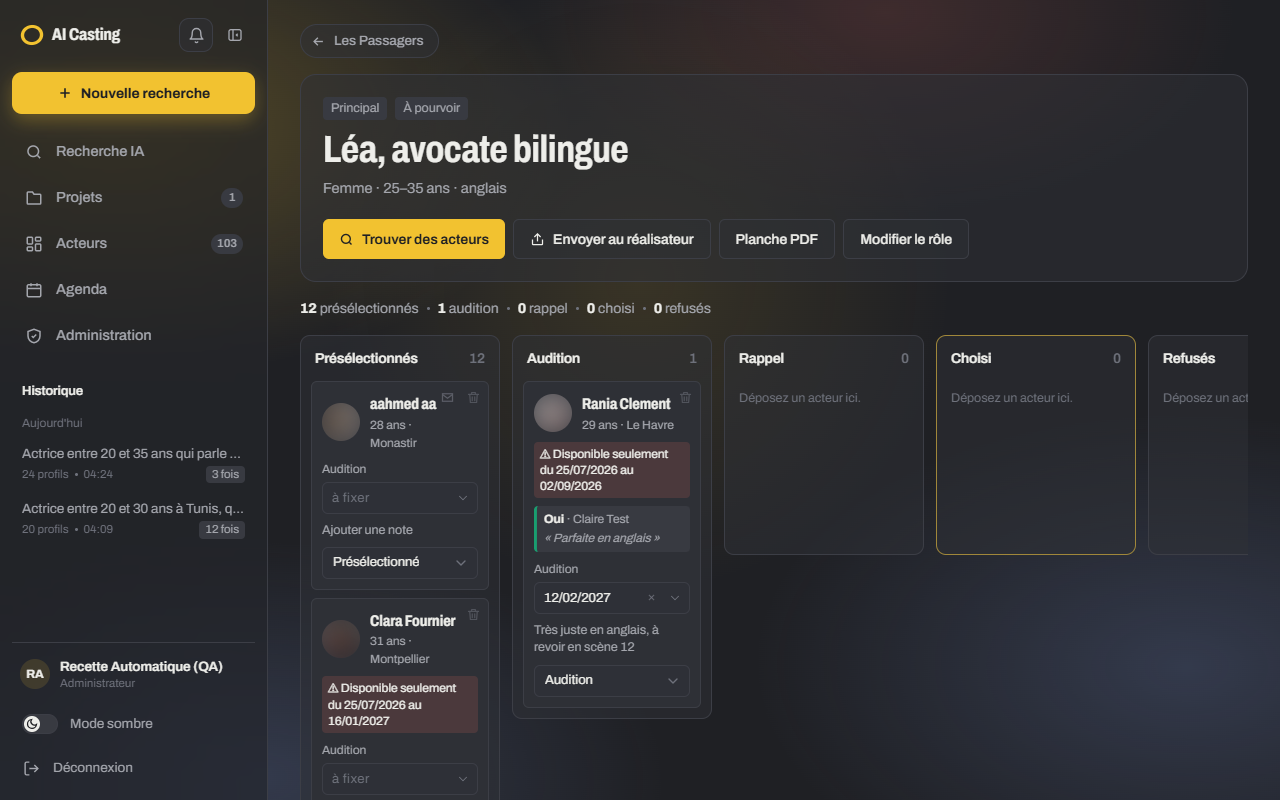 AI Casting
Nouvelle recherche
Recherche IA
Projets 1
Acteurs 103
Agenda
Administration
Historique
Aujourd'hui
Actrice entre 20 et 35 ans qui parle ...
24 profils • 04:24 3 fois
Actrice entre 20 et 30 ans à Tunis, q...
20 profils • 04:09 12 fois
RA
Recette Automatique (QA)
Administrateur
Mode sombre
Déconnexion
← Les Passagers
Principal À pourvoir
Léa, avocate bilingue
Femme · 25–35 ans · anglais
Trouver des acteurs Envoyer au réalisateur Planche PDF Modifier le rôle
12 présélectionnés • 1 audition • 0 rappel • 0 choisi • 0 refusés
Présélectionnés 12
aahmed aa
28 ans ·
Monastir
Audition
à fixer
Ajouter une note
Présélectionné
Clara Fournier
31 ans ·
Montpellier
⚠ Disponible seulement
du 25/07/2026 au
16/01/2027
Audition
à fixer
Audition 1
Rania Clement
29 ans · Le Havre
⚠ Disponible seulement
du 25/07/2026 au
02/09/2026
Oui · Claire Test
« Parfaite en anglais »
Audition
12/02/2027 ×
Très juste en anglais, à
revoir en scène 12
Audition
Rappel 0
Déposez un acteur ici.
Choisi 0
Déposez un acteur ici.
Refusés
Déposez un act